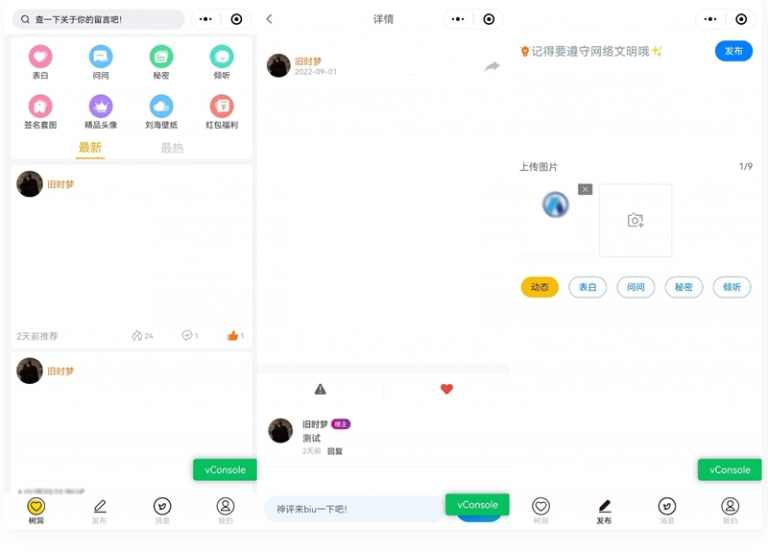 查一下关于你的留言吧！
表白
问问
秘密
倾听
签名套图
精品头像
刘海壁纸
红包福利
最新
最热
旧时梦
2天前推荐
24
1
1
旧时梦
vConsole
树洞
发布
消息
我的
详情
旧时梦
2022-09-01
旧时梦 楼主
测试
2天前 回复
神评来biu一下吧！
vConsole
记得要遵守网络文明哦
发布
上传图片
1/9
动态
表白
问问
秘密
倾听
vConsole
树洞
发布
消息
我的